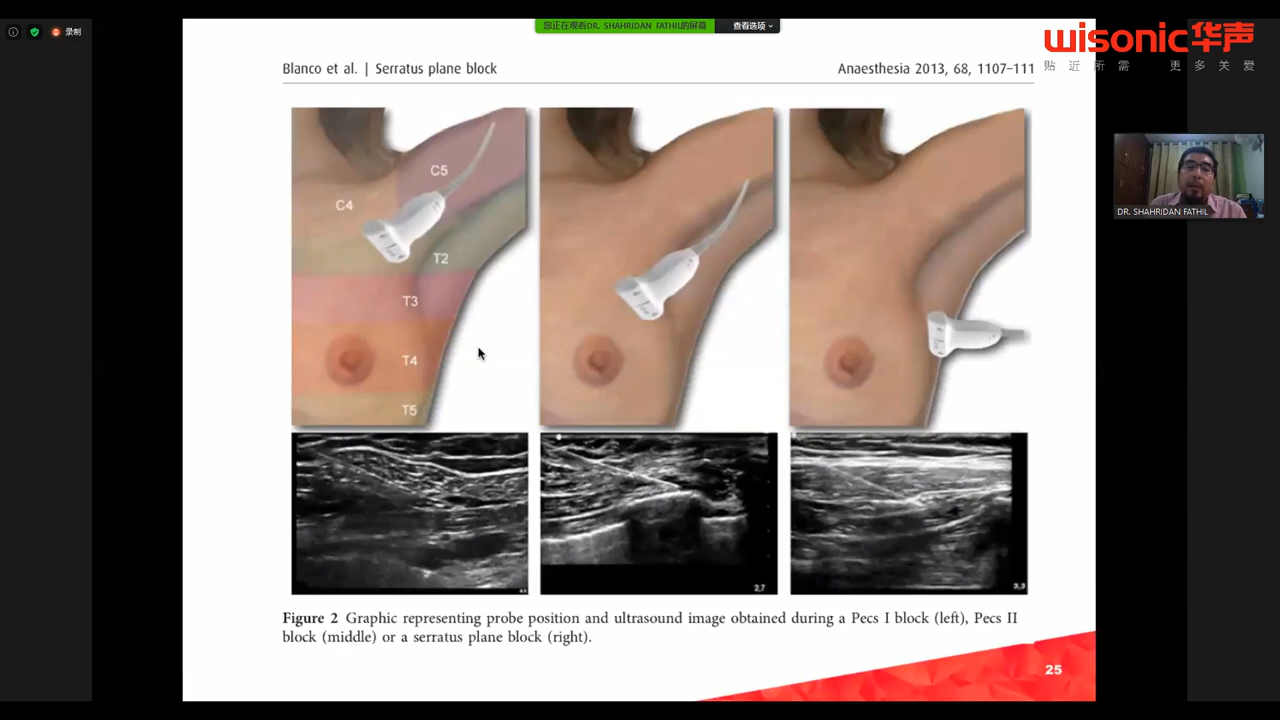 录制
您正在观看DR. SHAHRIDAN FATHIL的屏幕
查看选项
wisonic华声
贴近所需 更多关爱
Blanco et al. | Serratus plane block
Anaesthesia 2013, 68, 1107–111
C5
C4
T2
T3
T4
T5
DR. SHAHRIDAN FATHIL
2,7
3,3
Figure 2 Graphic representing probe position and ultrasound image obtained during a Pecs I block (left), Pecs II
block (middle) or a serratus plane block (right).
25